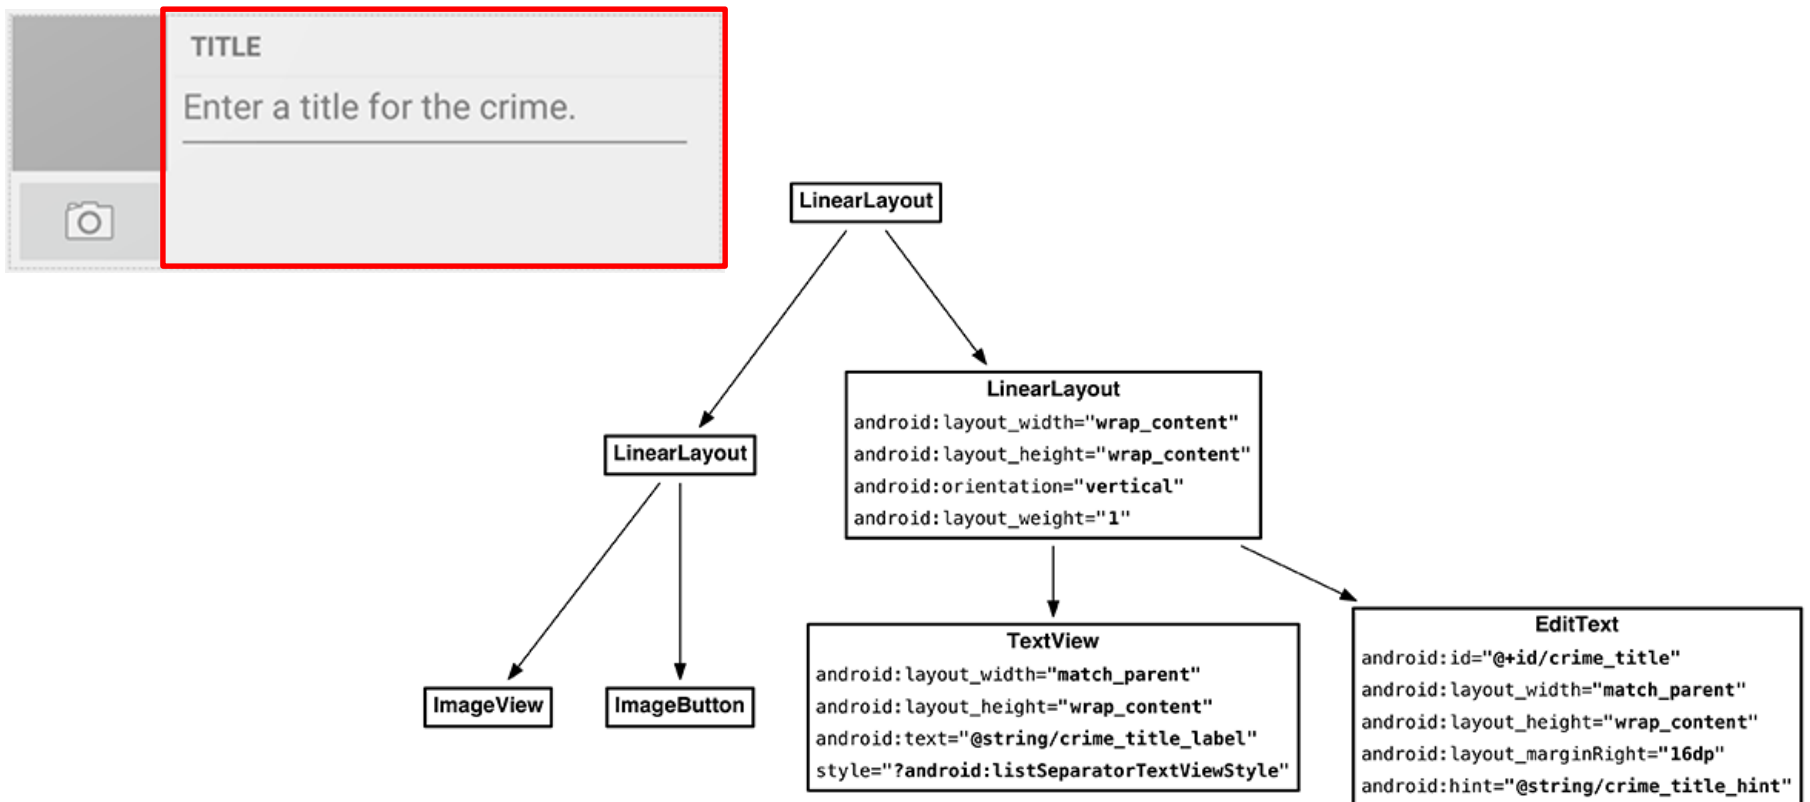 TITLE
Enter a title for the crime.
LinearLayout
LinearLayout
android:layout_width="wrap_content"
android:layout_height="wrap_content"
android:orientation="vertical"
android:layout_weight="1"
LinearLayout
ImageView
ImageButton
TextView
android:layout_width="match_parent"
android:layout_height="wrap_content"
android:text="@string/crime_title_label"
style="?android:listSeparatorTextViewStyle"
EditText
android:id="@+id/crime_title"
android:layout_width="match_parent"
android:layout_height="wrap_content"
android:layout_marginRight="16dp"
android:hint="@string/crime_title_hint"